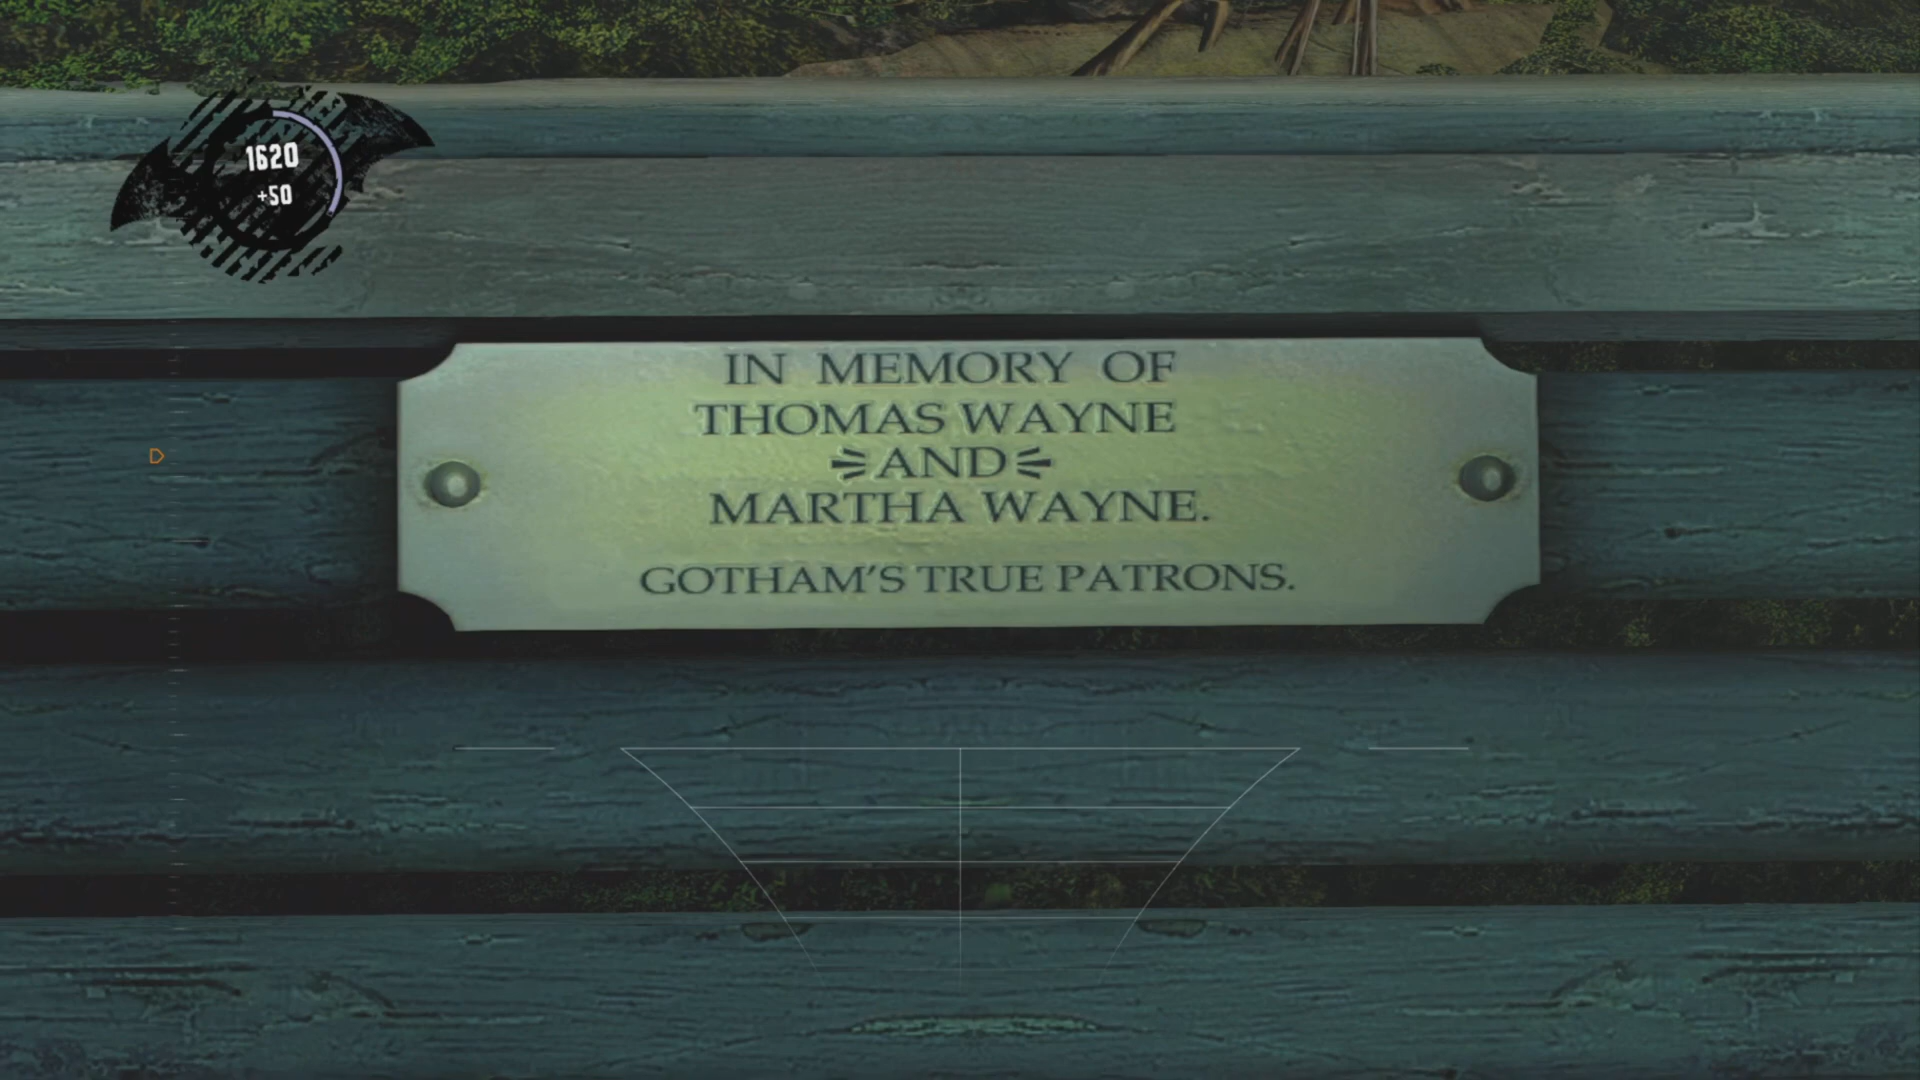 1620
+50
IN MEMORY OF
THOMAS WAYNE
AND
MARTHA WAYNE.
GOTHAM'S TRUE PATRONS.